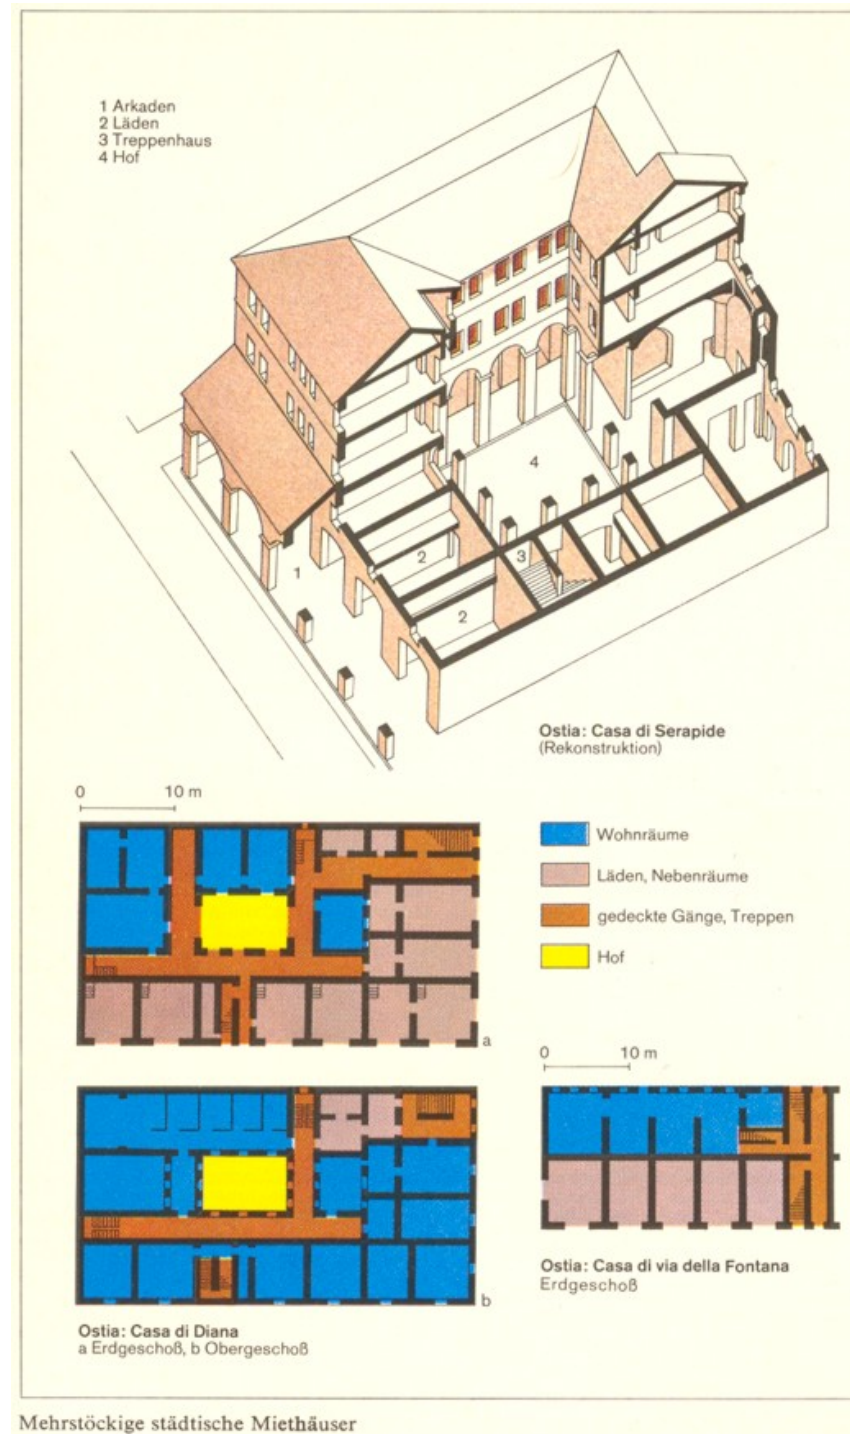 1 Arkaden
2 Läden
3 Treppenhaus
4 Hof
4
3
2
1
2
Ostia: Casa di Serapide
(Rekonstruktion)
0 10 m
Wohnräume
Läden, Nebenräume
gedeckte Gänge, Treppen
Hof
a
0 10 m
b
Ostia: Casa di Diana
a Erdgeschoß, b Obergeschoß
Ostia: Casa di via della Fontana
Erdgeschoß
Mehrstöckige städtische Miethäuser